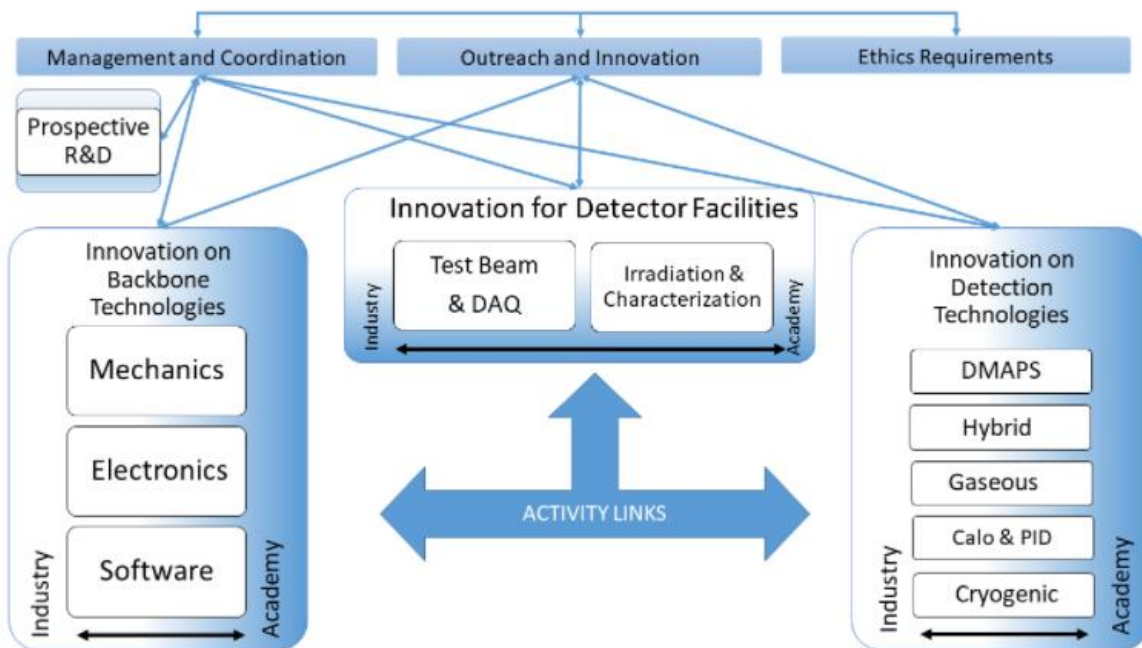 Management and Coordination
Outreach and Innovation
Ethics Requirements
Prospective
R&D
Innovation for Detector Facilities
Test Beam
& DAQ
Irradiation &
Characterization
Industry
Academy
Innovation on
Backbone
Technologies
Mechanics
Electronics
Software
Industry
Academy
ACTIVITY LINKS
Innovation on
Detection
Technologies
DMAPS
Hybrid
Gaseous
Calo & PID
Cryogenic
Industry
Academy